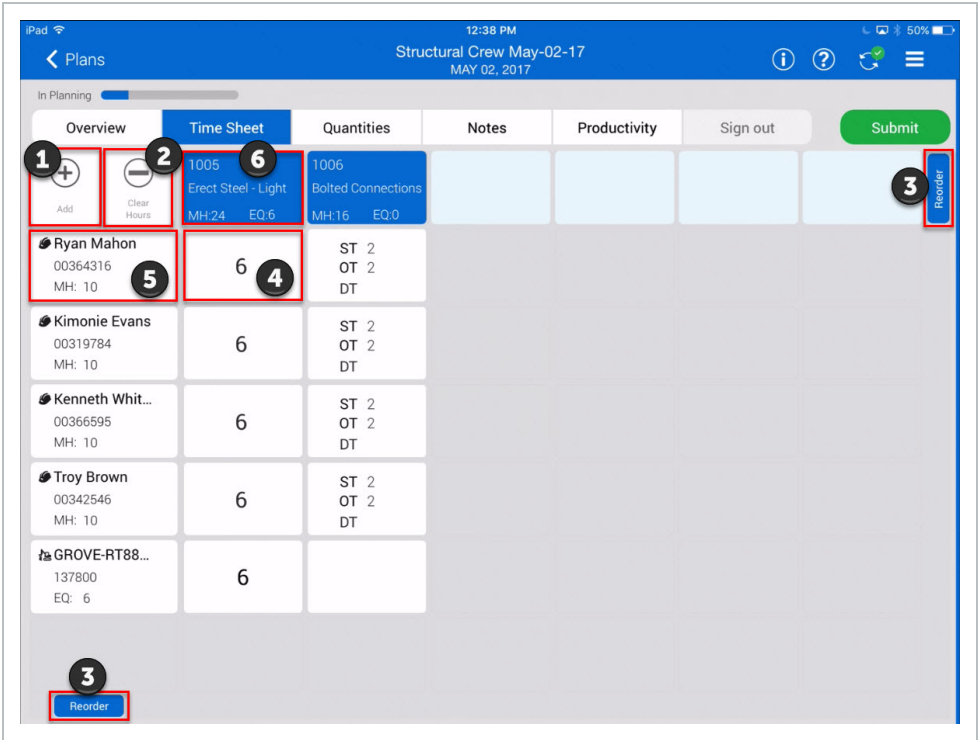 iPad 12:38 PM 50%
Plans Structural Crew May-02-17
MAY 02, 2017
In Planning
Overview Time Sheet Quantities Notes Productivity Sign out Submit
1 2 6 3
Add Clear Hours
1005
Erect Steel - Light
MH:24 EQ:6
1006
Bolted Connections
MH:16 EQ:0
Reorder
Ryan Mahon
00364316
MH: 10
5
6
4
ST 2
OT 2
DT
Kimonie Evans
00319784
MH: 10
6
ST 2
OT 2
DT
Kenneth Whit...
00366595
MH: 10
6
ST 2
OT 2
DT
Troy Brown
00342546
MH: 10
6
ST 2
OT 2
DT
GROVE-RT88...
137800
EQ: 6
6
3
Reorder